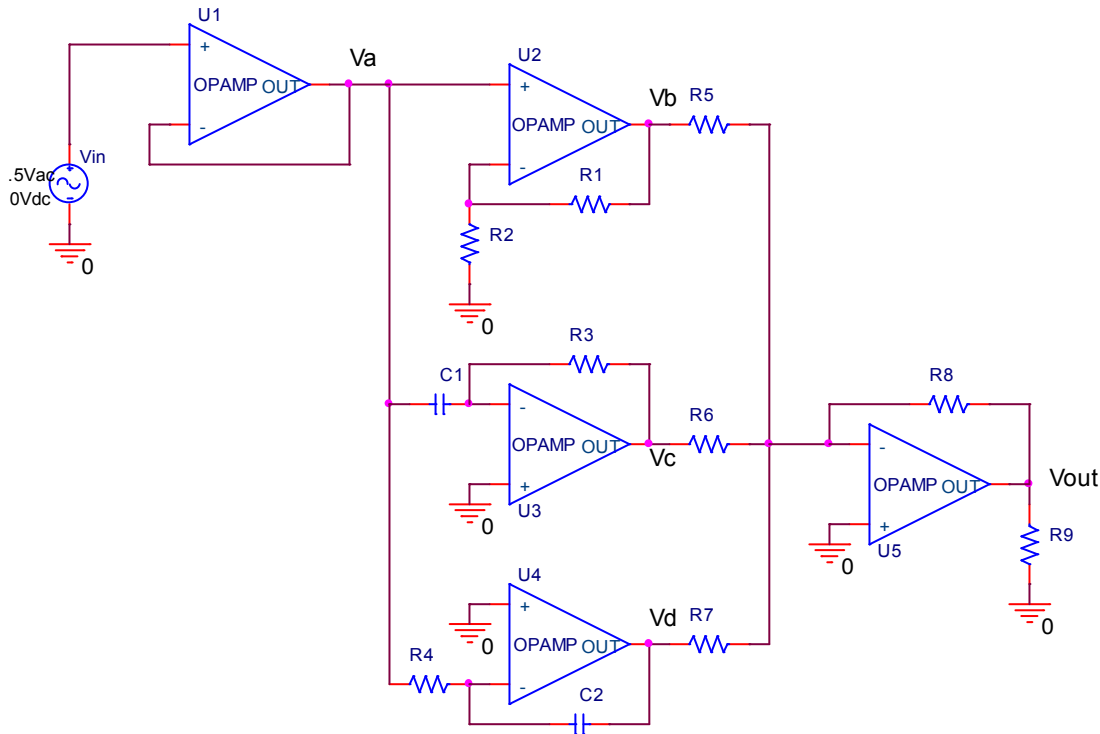 U1
Va
U2
+
OPAMP
OUT
-
Vin
.5Vac
0Vdc
0
+
OPAMP
OUT
-
Vb
R5
R1
R2
0
R3
C1
-
OPAMP
OUT
+
Vc
R6
0
U3
R8
-
OPAMP
OUT
+
Vout
0
U5
R9
0
U4
+
OPAMP
OUT
-
0
Vd
R7
R4
C2